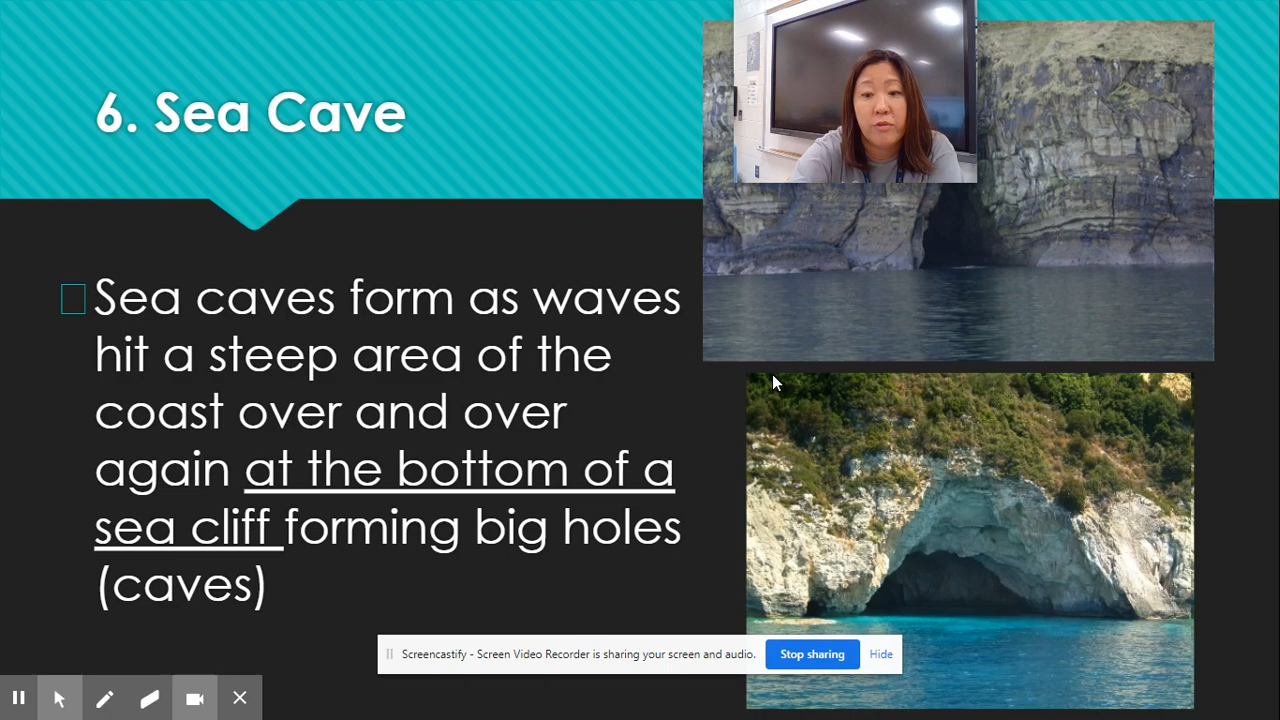 6. Sea Cave
Sea caves form as waves
hit a steep area of the
coast over and over
again at the bottom of a
sea cliff forming big holes
(caves)
Screencastify - Screen Video Recorder is sharing your screen and audio.
Stop sharing
Hide